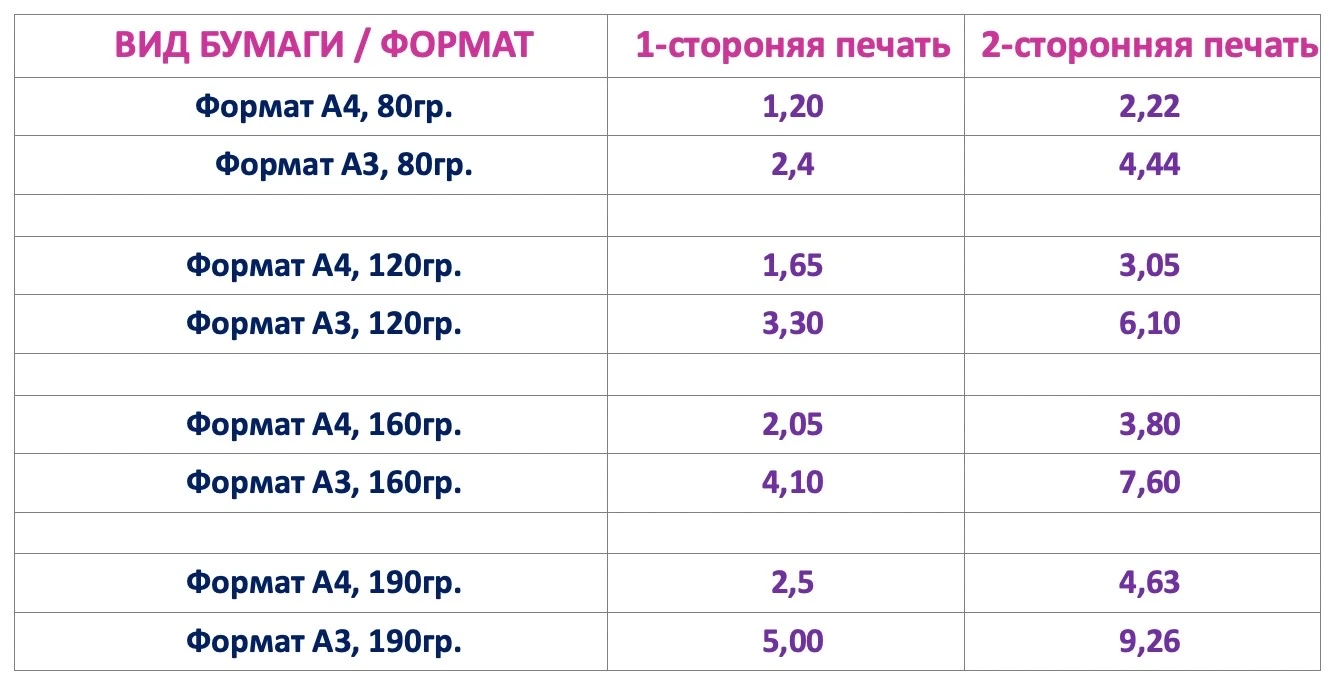 ВИД БУМАГИ / ФОРМАТ 1-стороняя печать 2-сторонняя печать
Формат А4, 80гр. 1,20 2,22
Формат А3, 80гр. 2,4 4,44
Формат А4, 120гр. 1,65 3,05
Формат А3, 120гр. 3,30 6,10
Формат А4, 160гр. 2,05 3,80
Формат А3, 160гр. 4,10 7,60
Формат А4, 190гр. 2,5 4,63
Формат А3, 190гр. 5,00 9,26